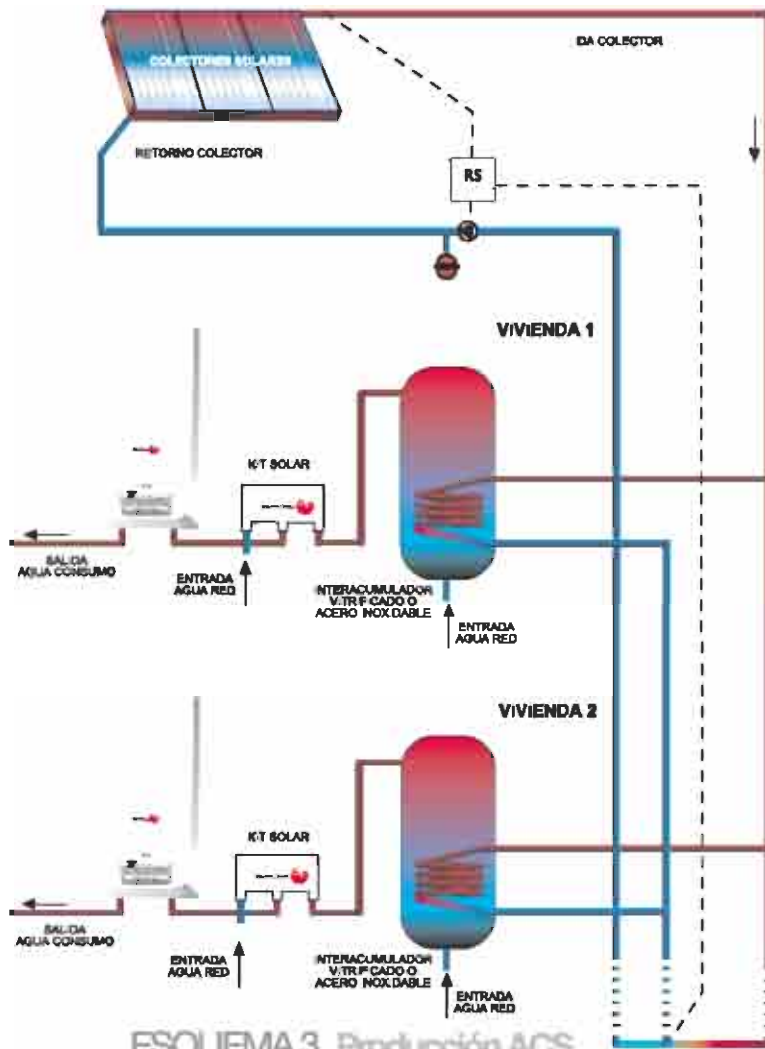 COLECTORES SOLARES
IDA COLECTOR
RETORNO COLECTOR
RS
VIVIENDA 1
KIT SOLAR
SALIDA
AGUA CONSUMO
ENTRADA
AGUA RED
INTERACUMULADOR
VITRIFICADO O
ACERO INOXIDABLE
ENTRADA
AGUA RED
VIVIENDA 2
KIT SOLAR
SALIDA
AGUA CONSUMO
ENTRADA
AGUA RED
INTERACUMULADOR
VITRIFICADO O
ACERO INOXIDABLE
ENTRADA
AGUA RED
ESQUEMA 3 Producción ACS